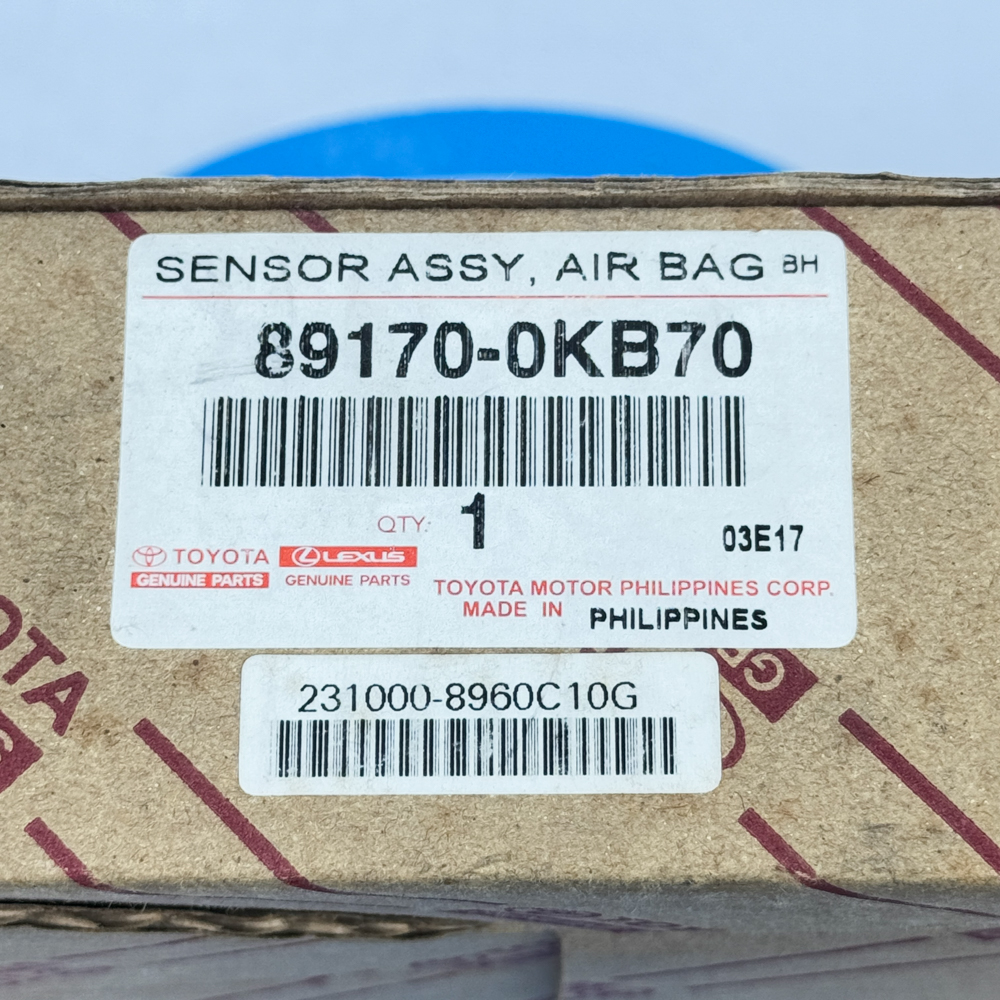 SENSOR ASSY, AIR BAG BH
89170-0KB70
QTY: 1
03E17
TOYOTA LEXUS
GENUINE PARTS GENUINE PARTS
TOYOTA MOTOR PHILIPPINES CORP.
MADE IN PHILIPPINES
231000-8960C10G
OTA